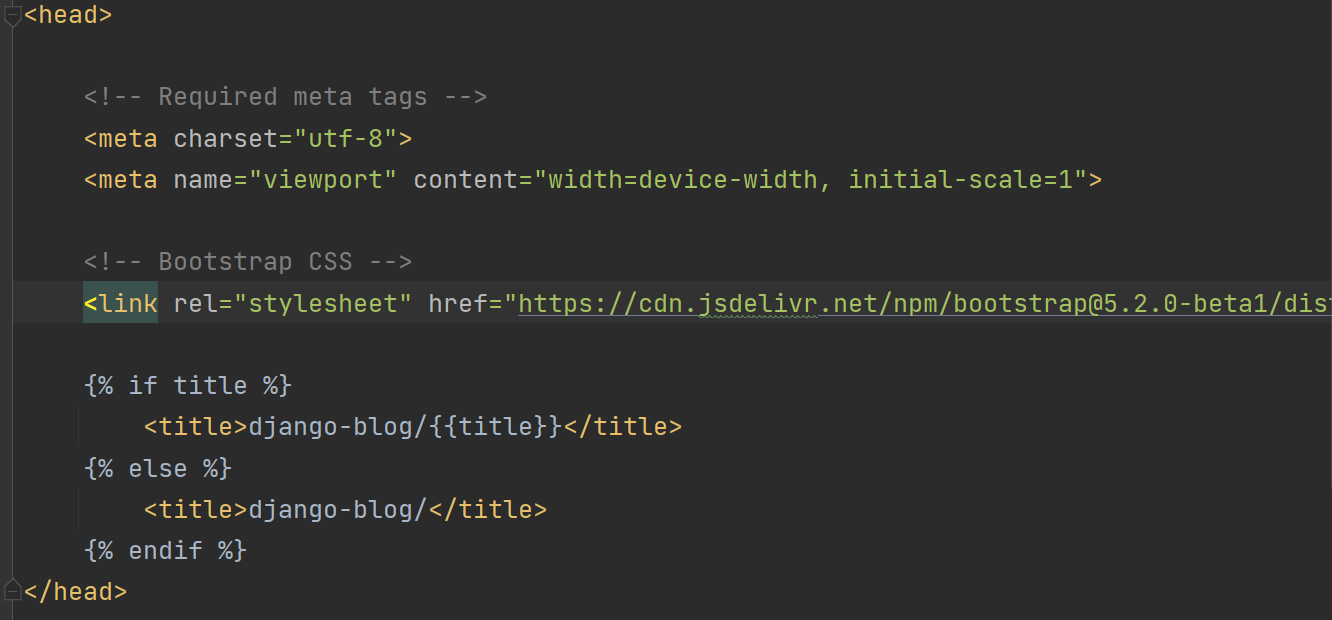 <head>
<!-- Required meta tags -->
<meta charset="utf-8">
<meta name="viewport" content="width=device-width, initial-scale=1">
<!-- Bootstrap CSS -->
<link rel="stylesheet" href="https://cdn.jsdelivr.net/npm/bootstrap@5.2.0-beta1/dist
{% if title %}
<title>django-blog/{{title}}</title>
{% else %}
<title>django-blog/</title>
{% endif %}
</head>